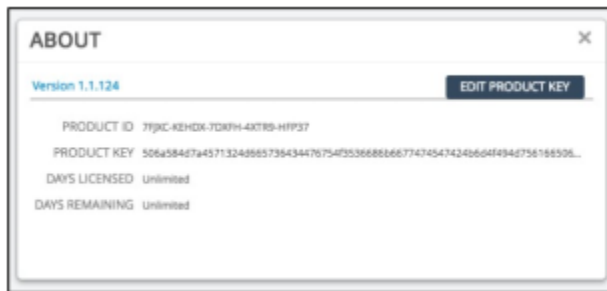 ABOUT
×
Version 1.1.124
EDIT PRODUCT KEY
PRODUCT ID
PRODUCT KEY
DAYS LICENSED Unlimited
DAYS REMAINING Unlimited